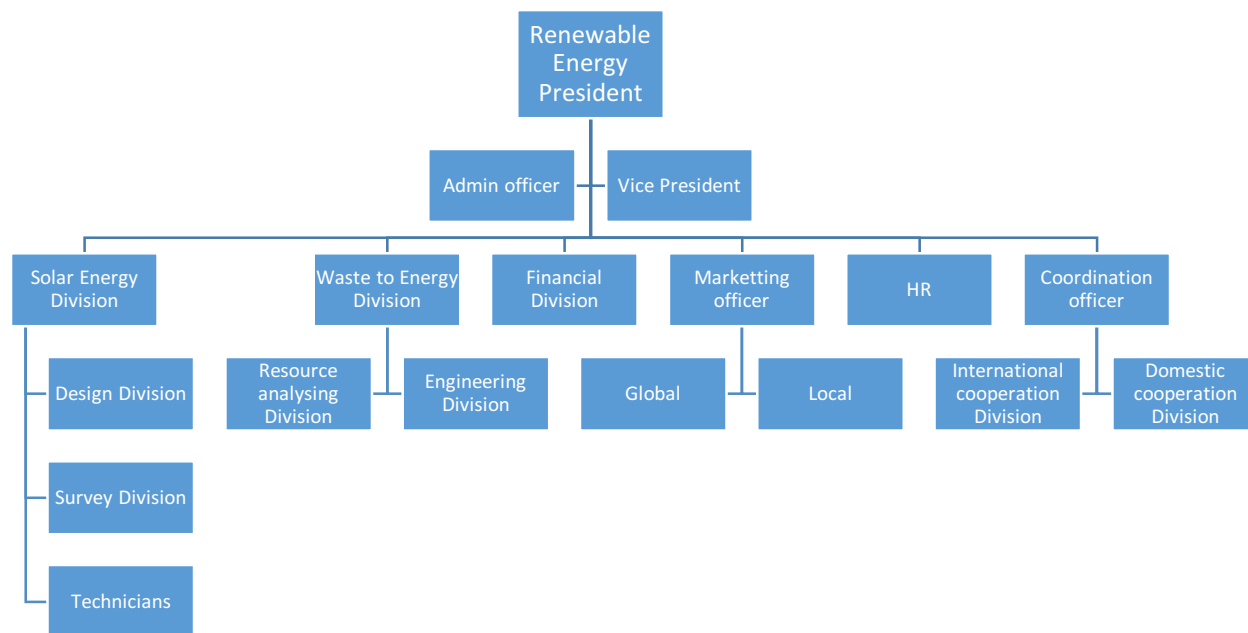 Renewable
Energy
President
Admin officer
Vice President
Solar Energy
Division
Waste to Energy
Division
Financial
Division
Marketting
officer
HR
Coordination
officer
Design Division
Resource
analysing
Division
Engineering
Division
Global
Local
International
cooperation
Division
Domestic
cooperation
Division
Survey Division
Technicians